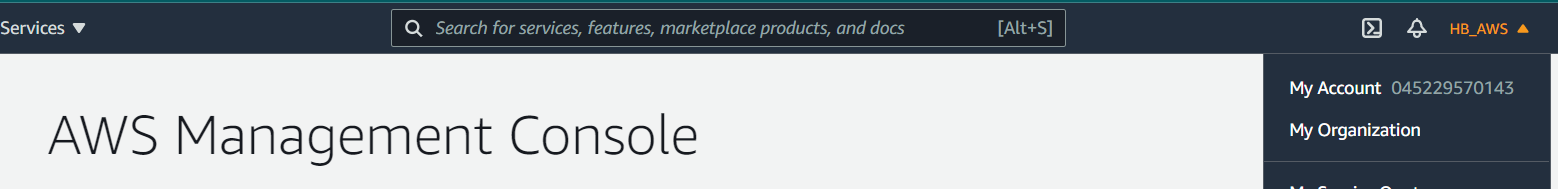 Services
Search for services, features, marketplace products, and docs [Alt+S]
HB_AWS
My Account 045229570143
My Organization
AWS Management Console